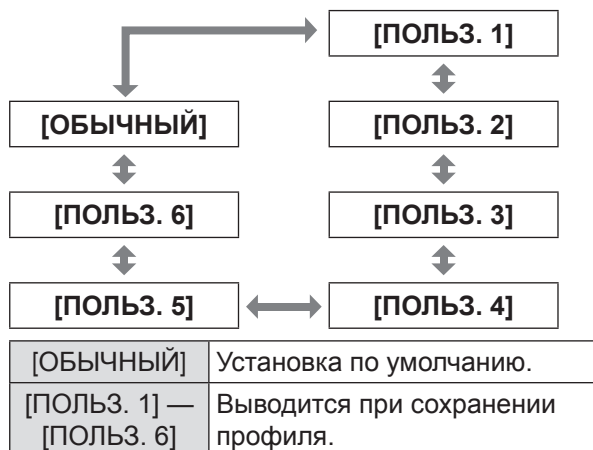 [ПОЛЬЗ. 1]
[ОБЫЧНЫЙ]
[ПОЛЬЗ. 2]
[ПОЛЬЗ. 6]
[ПОЛЬЗ. 3]
[ПОЛЬЗ. 5]
[ПОЛЬЗ. 4]
[ОБЫЧНЫЙ] Установка по умолчанию.
[ПОЛЬЗ. 1] — Выводится при сохранении
[ПОЛЬЗ. 6] профиля.